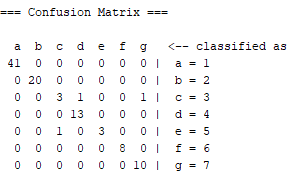 === Confusion Matrix ===
a b c d e f g <-- classified as
41 0 0 0 0 0 0 | a = 1
0 20 0 0 0 0 0 | b = 2
0 0 3 1 0 0 1 | c = 3
0 0 0 13 0 0 0 | d = 4
0 0 1 0 3 0 0 | e = 5
0 0 0 0 0 8 0 | f = 6
0 0 0 0 0 0 10 | g = 7